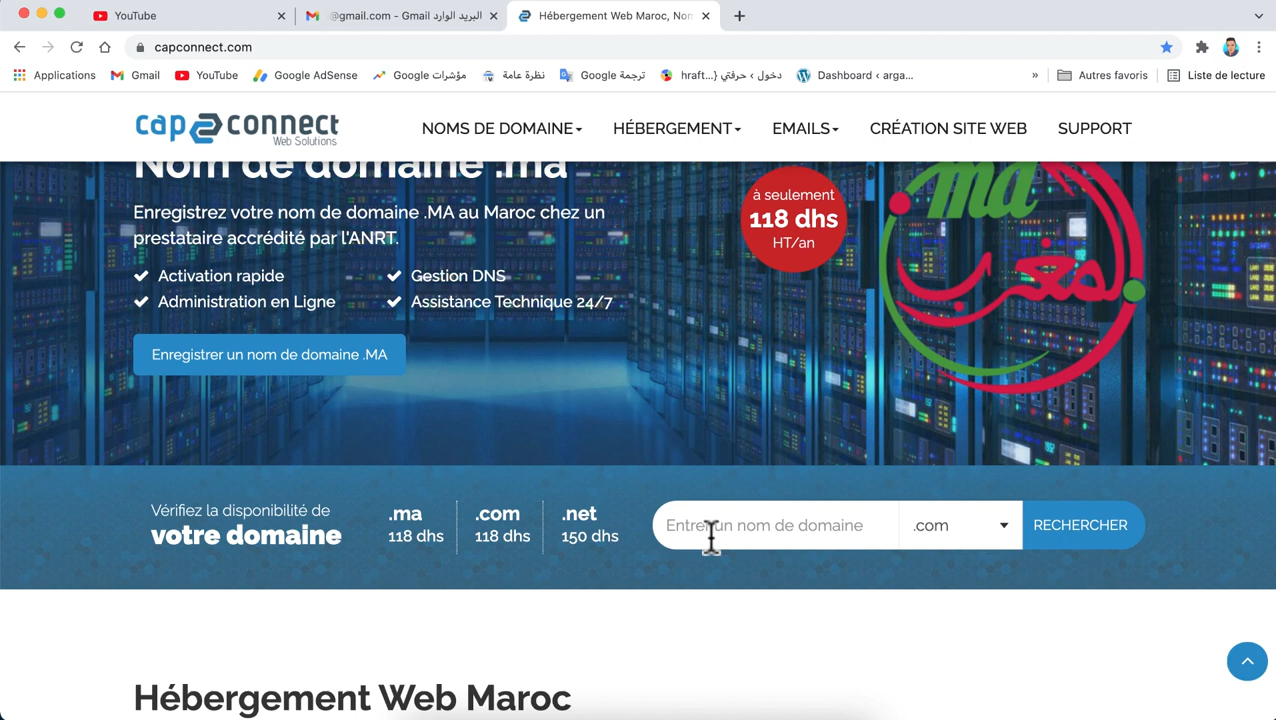 YouTube
@gmail.com - Gmail البريد الوارد
Hébergement Web Maroc, Non
capconnect.com
Applications
Gmail
YouTube
Google AdSense
مؤشرات Google
نظرة عامة
ترجمة Google
دخول › حرفتي {...hraft
Dashboard ‹ arga...
»
Autres favoris
Liste de lecture
cap connect
Web Solutions
NOMS DE DOMAINE
HÉBERGEMENT
EMAILS
CRÉATION SITE WEB
SUPPORT
Nom de domaine .ma
Enregistrez votre nom de domaine .MA au Maroc chez un
prestataire accrédité par l'ANRT.
Activation rapide
Gestion DNS
Administration en Ligne
Assistance Technique 24/7
Enregistrer un nom de domaine .MA
à seulement
118 dhs
HT/an
.ma
المغرب
Vérifiez la disponibilité de
votre domaine
.ma
118 dhs
.com
118 dhs
.net
150 dhs
Entrer un nom de domaine
.com
RECHERCHER
Hébergement Web Maroc